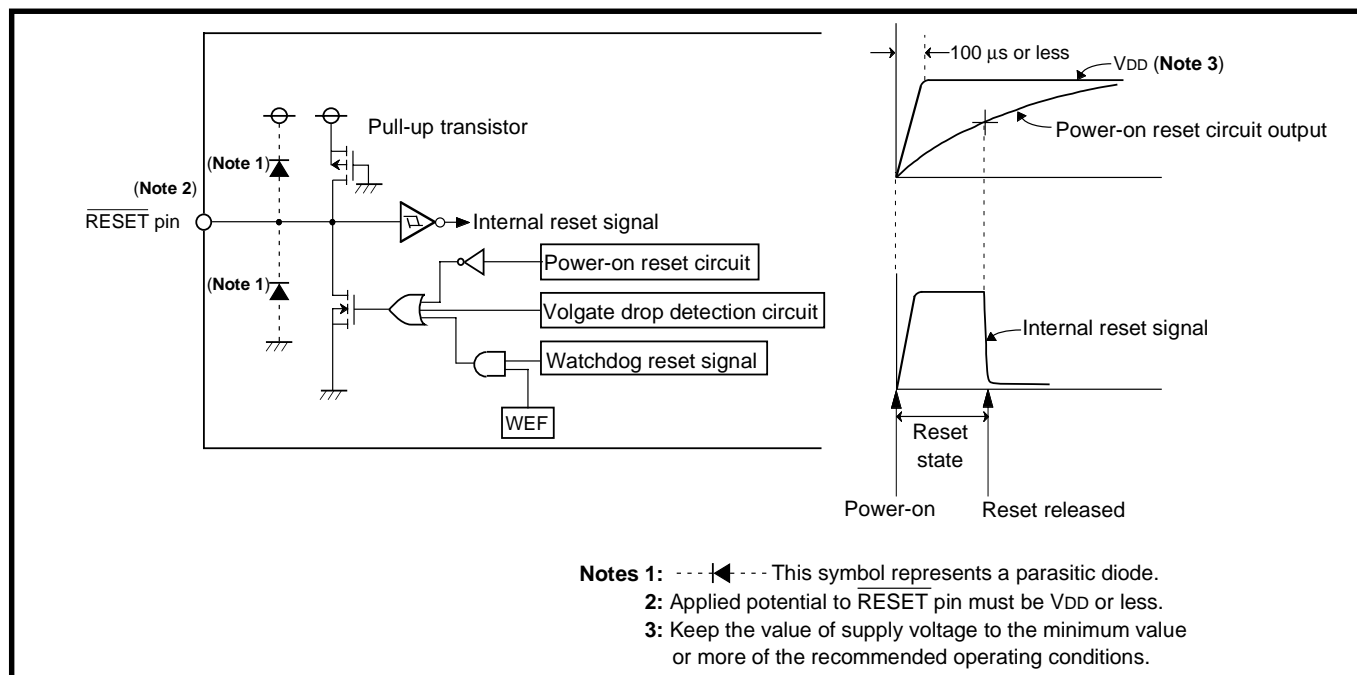 Pull-up transistor
(Note 1)
(Note 2)
RESET pin
Internal reset signal
Power-on reset circuit
(Note 1)
Volgate drop detection circuit
Watchdog reset signal
WEF
100 µs or less
VDD (Note 3)
Power-on reset circuit output
Internal reset signal
Reset
state
Power-on
Reset released
Notes 1: This symbol represents a parasitic diode.
2: Applied potential to RESET pin must be VDD or less.
3: Keep the value of supply voltage to the minimum value
or more of the recommended operating conditions.